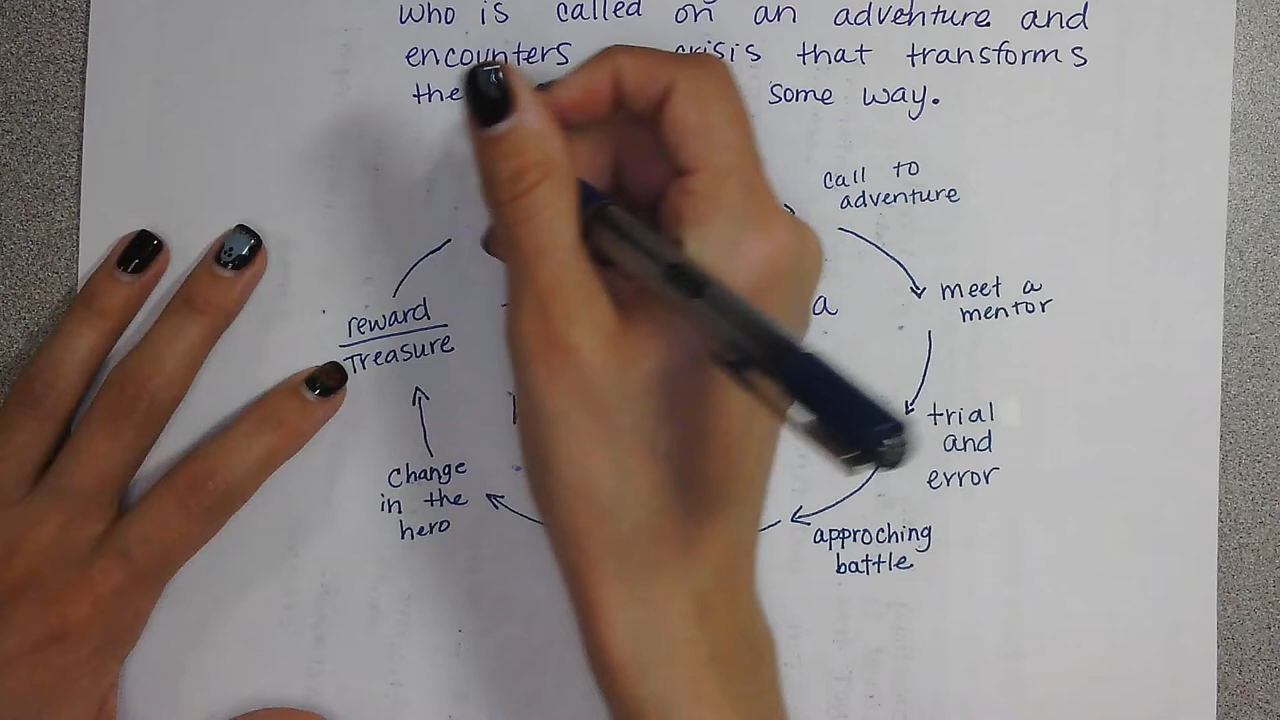 who is called on an adventure and
encounters crisis that transforms
the some way.
call to
adventure
meet a
mentor
a
trial
and
error
approching
battle
change
in the
hero
reward
Treasure